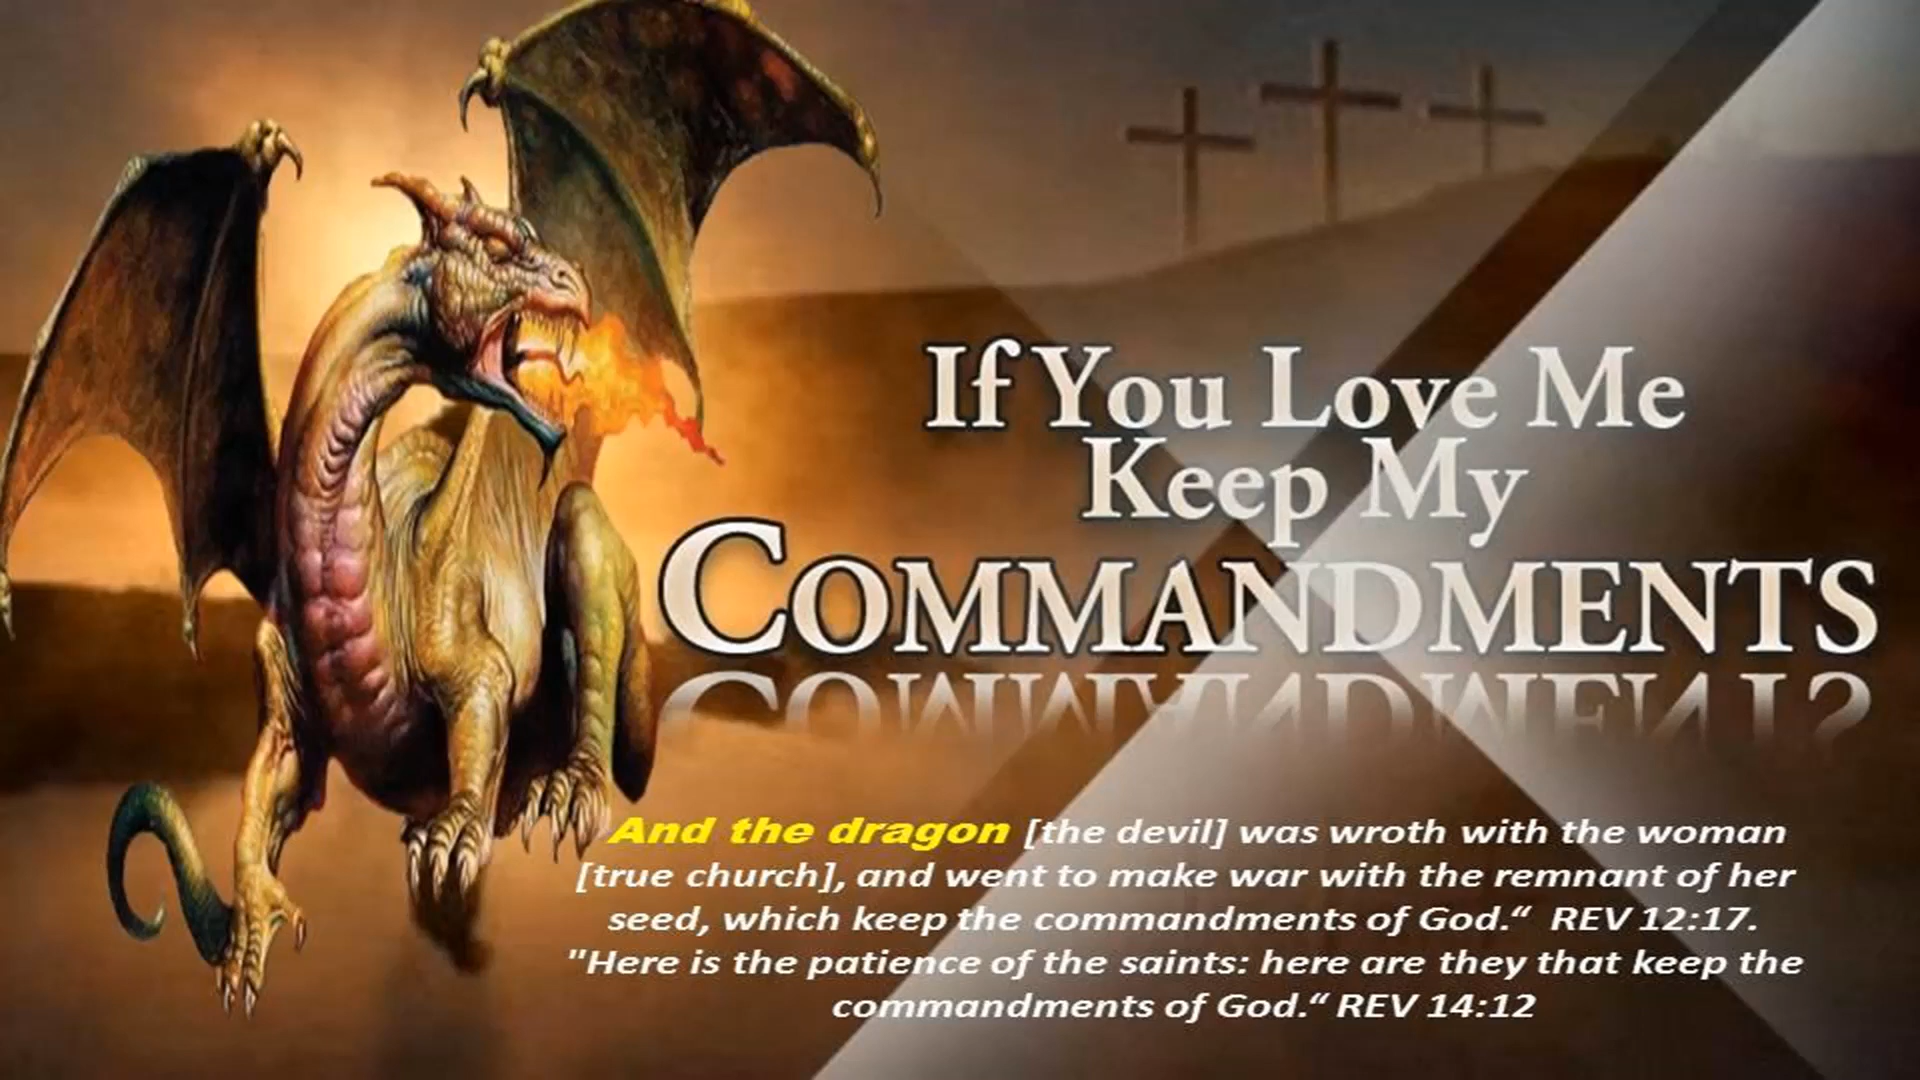 If You Love Me
Keep My
COMMANDMENTS
And the dragon [the devil] was wroth with the woman
[true church], and went to make war with the remnant of her
seed, which keep the commandments of God.“ REV 12:17.
"Here is the patience of the saints: here are they that keep the
commandments of God.“ REV 14:12